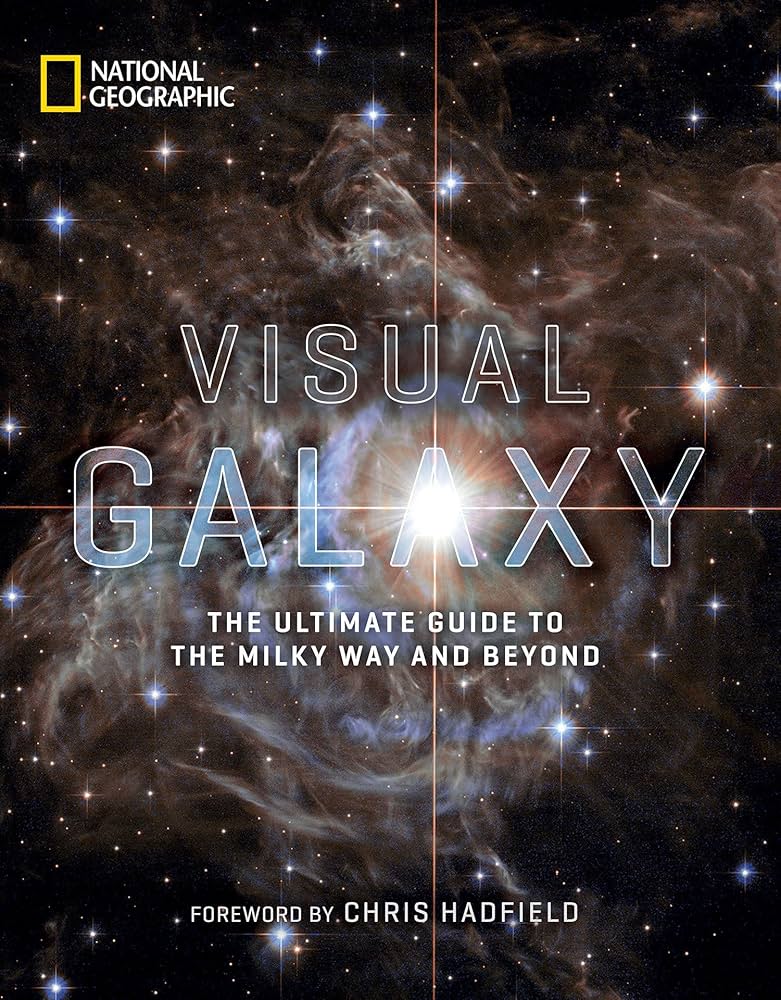 NATIONAL
GEOGRAPHIC
VISUAL
GALAXY
THE ULTIMATE GUIDE TO
THE MILKY WAY AND BEYOND
FOREWORD BY CHRIS HADFIELD